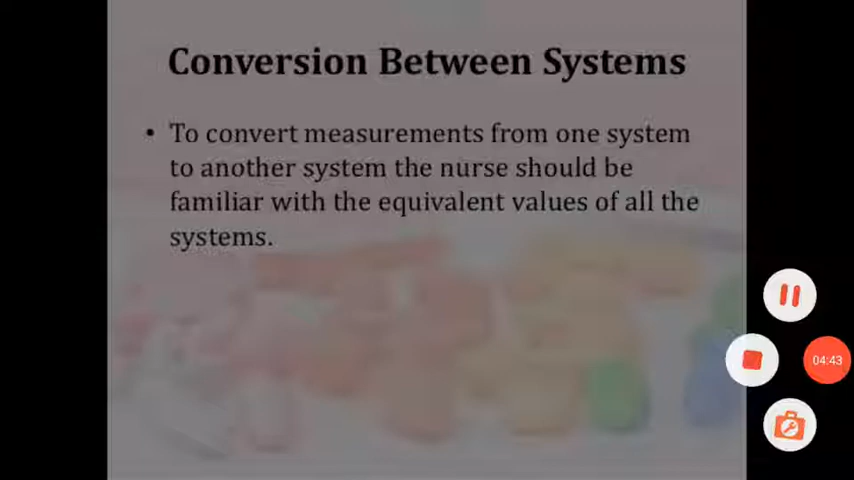 Conversion Between Systems
• To convert measurements from one system
to another system the nurse should be
familiar with the equivalent values of all the
systems.
04:43